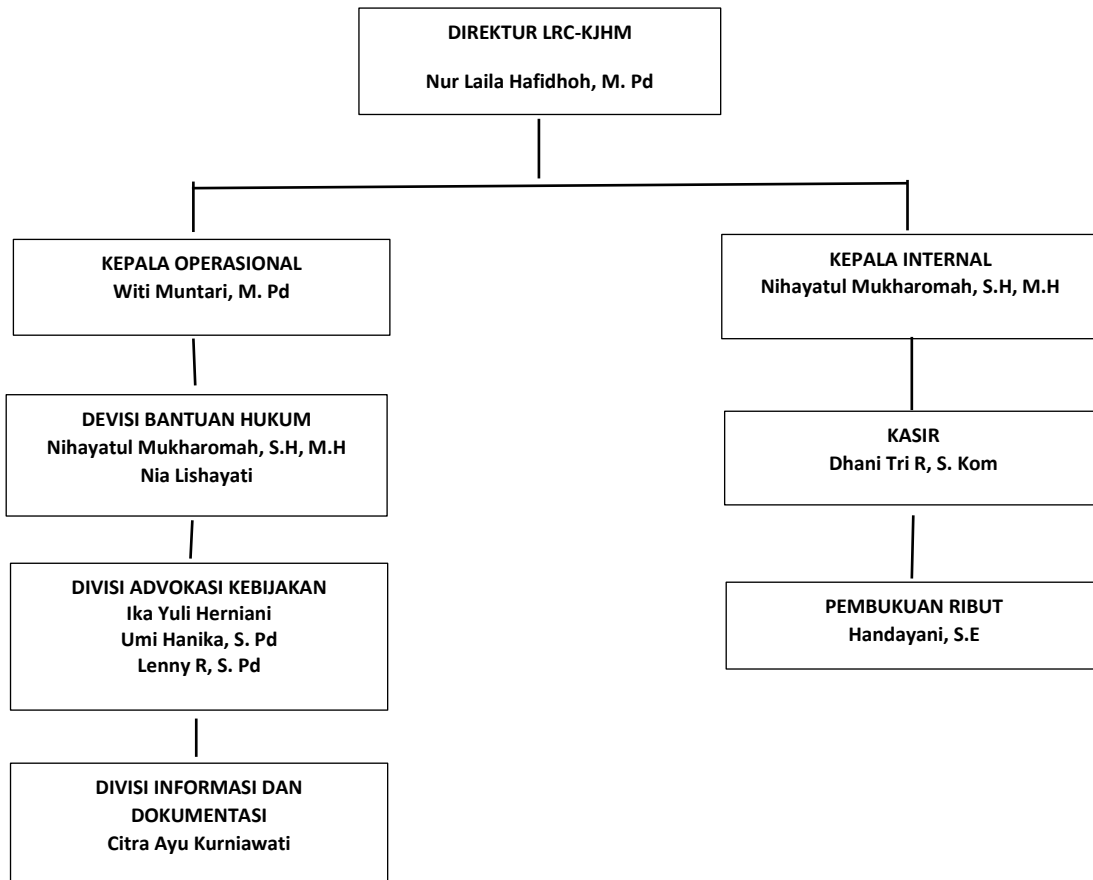 DIREKTUR LRC-KJHM
Nur Laila Hafidhoh, M. Pd
KEPALA OPERASIONAL
Witi Muntari, M. Pd
KEPALA INTERNAL
Nihayatul Mukharomah, S.H, M.H
DEVISI BANTUAN HUKUM
Nihayatul Mukharomah, S.H, M.H
Nia Lishayati
KASIR
Dhani Tri R, S. Kom
DIVISI ADVOKASI KEBIJAKAN
Ika Yuli Herniani
Umi Hanika, S. Pd
Lenny R, S. Pd
PEMBUKUAN RIBUT
Handayani, S.E
DIVISI INFORMASI DAN
DOKUMENTASI
Citra Ayu Kurniawati